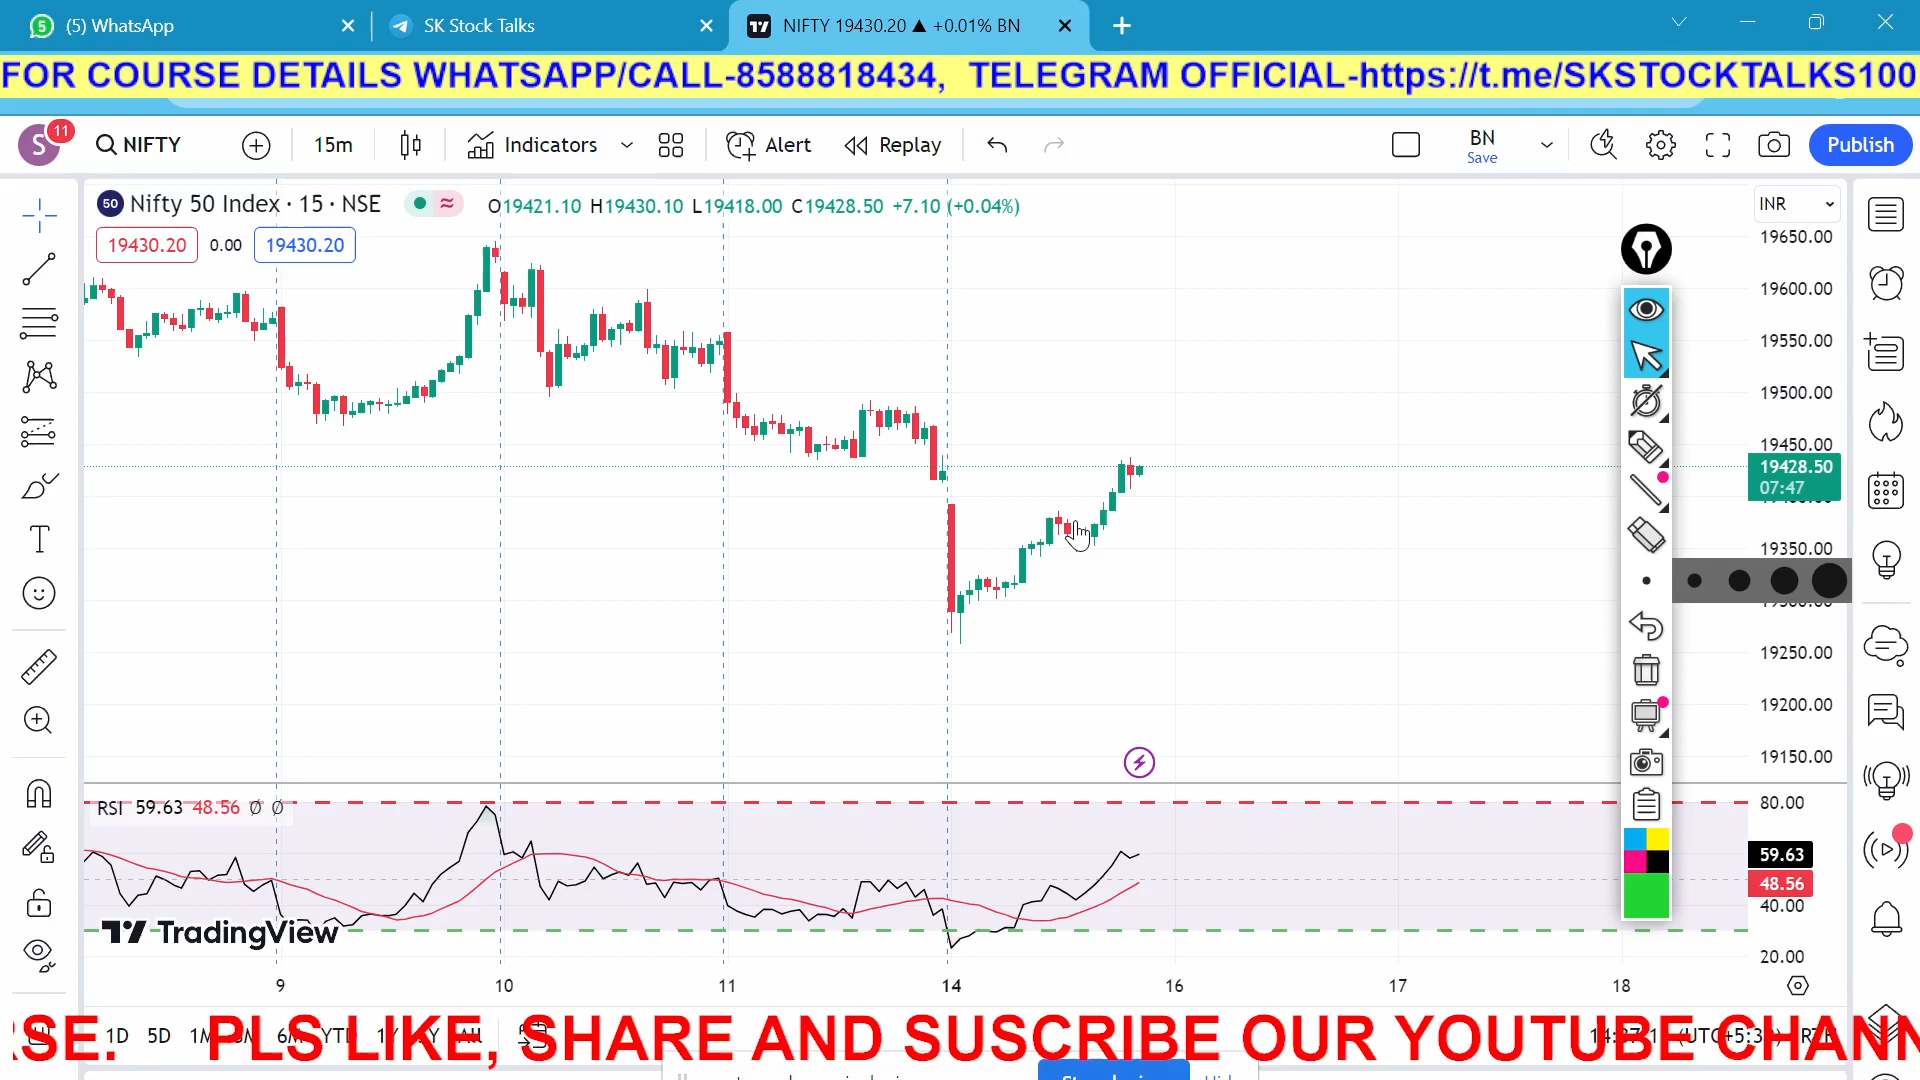 (5) WhatsApp
SK Stock Talks
NIFTY 19430.20 ▲ +0.01% BN
FOR COURSE DETAILS WHATSAPP/CALL-8588818434, TELEGRAM OFFICIAL-https://t.me/SKSTOCKTALKS100
S 11 NIFTY 15m Indicators Alert Replay BN Save Publish
50 Nifty 50 Index · 15 · NSE O19421.10 H19430.10 L19418.00 C19428.50 +7.10 (+0.04%)
INR
19430.20 0.00 19430.20
19650.00
19600.00
19550.00
19500.00
19450.00
19428.50
07:47
19350.00
19250.00
19200.00
19150.00
RSI 59.63 48.56 Ø Ø
80.00
59.63
48.56
40.00
20.00
TradingView
9 10 11 14 16 17 18
1D 5D 6M YTD
PLS LIKE, SHARE AND SUSCRIBE OUR YOUTUBE CHANN